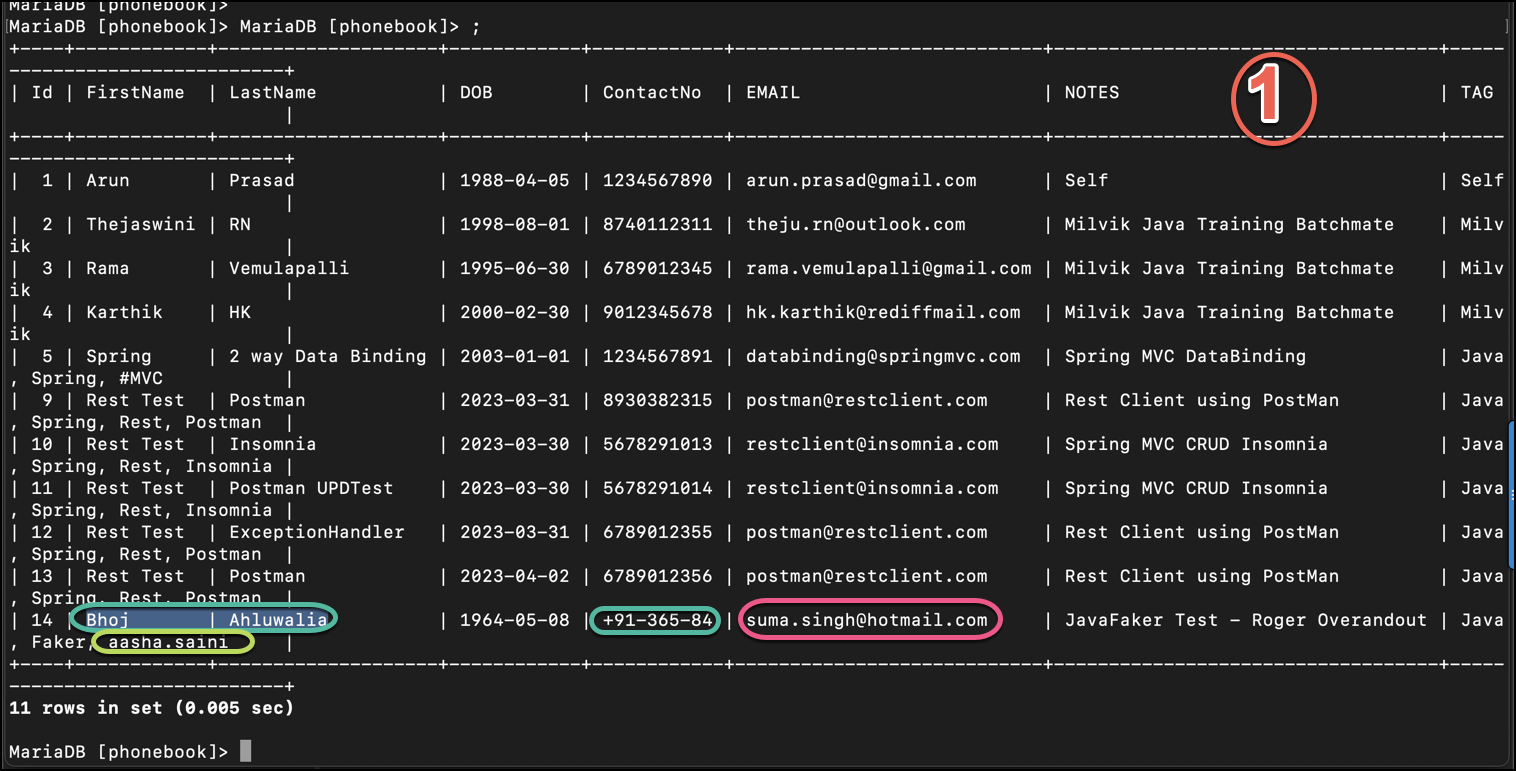 MariaDB [phonebook]>
MariaDB [phonebook]> MariaDB [phonebook]> ;
+----+------------+--------------------+------------+------------+---------------------------+-----------------------------------+-----
-------------------------+
| Id | FirstName  | LastName           | DOB        | ContactNo  | EMAIL                     | NOTES                             | TAG
                         |
+----+------------+--------------------+------------+------------+---------------------------+-----------------------------------+-----
-------------------------+
|  1 | Arun       | Prasad             | 1988-04-05 | 1234567890 | arun.prasad@gmail.com     | Self                              | Self
                         |
|  2 | Thejaswini | RN                 | 1998-08-01 | 8740112311 | theju.rn@outlook.com      | Milvik Java Training Batchmate    | Milv
ik                       |
|  3 | Rama       | Vemulapalli        | 1995-06-30 | 6789012345 | rama.vemulapalli@gmail.com | Milvik Java Training Batchmate    | Milv
ik                       |
|  4 | Karthik    | HK                 | 2000-02-30 | 9012345678 | hk.karthik@rediffmail.com | Milvik Java Training Batchmate    | Milv
ik                       |
|  5 | Spring     | 2 way Data Binding | 2003-01-01 | 1234567891 | databinding@springmvc.com | Spring MVC DataBinding            | Java
, Spring, #MVC           |
|  9 | Rest Test  | Postman            | 2023-03-31 | 8930382315 | postman@restclient.com    | Rest Client using PostMan         | Java
, Spring, Rest, Postman  |
| 10 | Rest Test  | Insomnia           | 2023-03-30 | 5678291013 | restclient@insomnia.com   | Spring MVC CRUD Insomnia          | Java
, Spring, Rest, Insomnia |
| 11 | Rest Test  | Postman UPDTest    | 2023-03-30 | 5678291014 | restclient@insomnia.com   | Spring MVC CRUD Insomnia          | Java
, Spring, Rest, Insomnia |
| 12 | Rest Test  | ExceptionHandler   | 2023-03-31 | 6789012355 | postman@restclient.com    | Rest Client using PostMan         | Java
, Spring, Rest, Postman  |
| 13 | Rest Test  | Postman            | 2023-04-02 | 6789012356 | postman@restclient.com    | Rest Client using PostMan         | Java
, Spring, Rest, Postman  |
| 14 | Bhoj       | Ahluwalia          | 1964-05-08 | +91-365-84 | suma.singh@hotmail.com    | JavaFaker Test - Roger Overandout | Java
, Faker, aasha.saini     |
+----+------------+--------------------+------------+------------+---------------------------+-----------------------------------+-----
-------------------------+
11 rows in set (0.005 sec)
MariaDB [phonebook]>
1